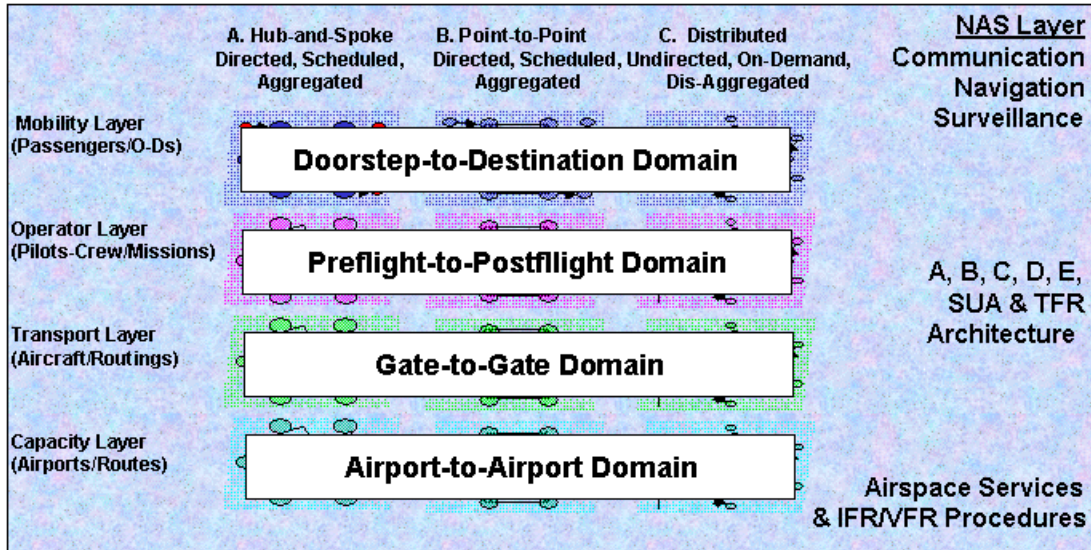 A. Hub-and-Spoke
Directed, Scheduled,
Aggregated
B. Point-to-Point
Directed, Scheduled,
Aggregated
C. Distributed
Undirected, On-Demand,
Dis-Aggregated
NAS Layer
Communication
Navigation
Surveillance
Mobility Layer
(Passengers/O-Ds)
Doorstep-to-Destination Domain
Operator Layer
(Pilots-Crew/Missions)
Preflight-to-Postfllight Domain
A, B, C, D, E,
SUA & TFR
Architecture
Transport Layer
(Aircraft/Routings)
Gate-to-Gate Domain
Capacity Layer
(Airports/Routes)
Airport-to-Airport Domain
Airspace Services
& IFR/VFR Procedures